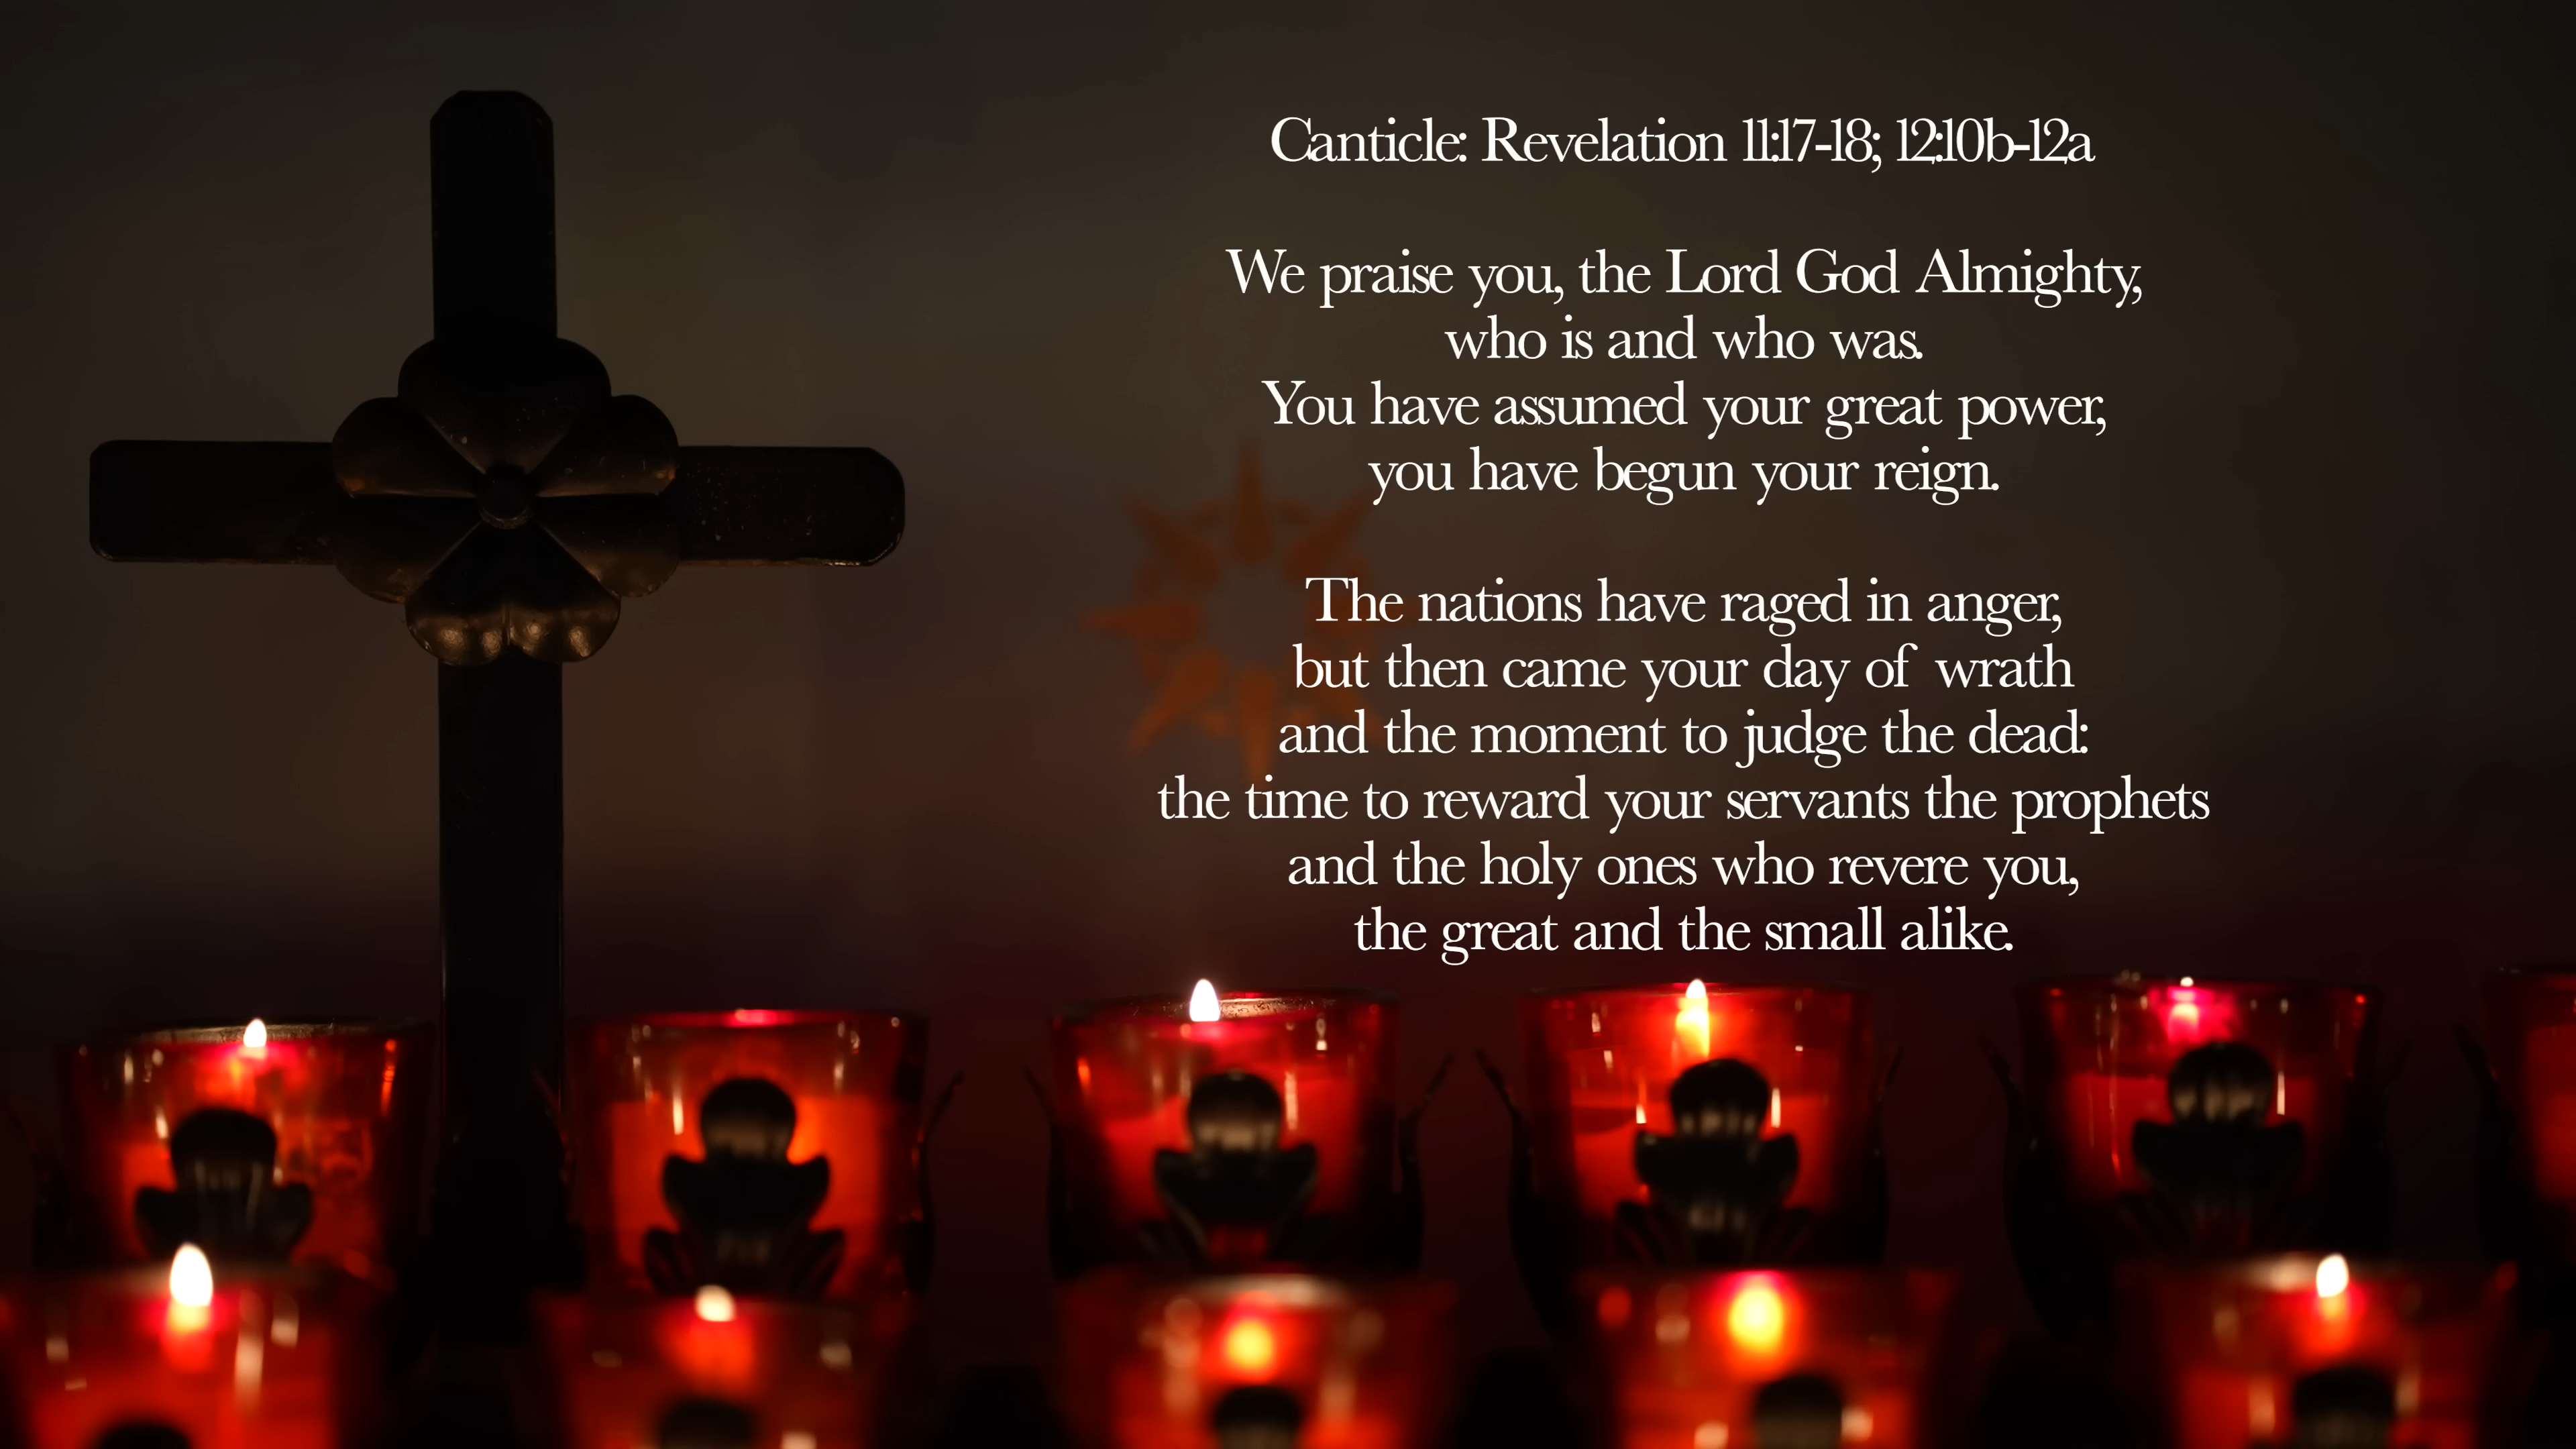 Canticle: Revelation 11:17-18; 12:10b-12a
We praise you, the Lord God Almighty,
who is and who was.
You have assumed your great power,
you have begun your reign.
The nations have raged in anger,
but then came your day of wrath
and the moment to judge the dead:
the time to reward your servants the prophets
and the holy ones who revere you,
the great and the small alike.